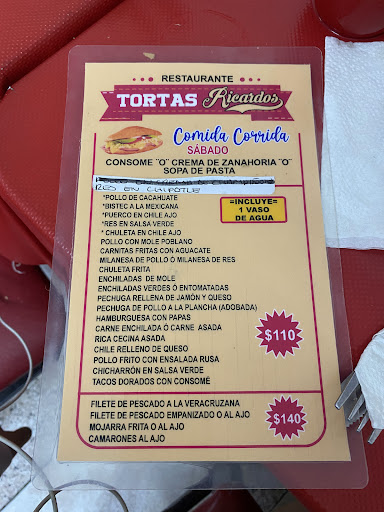 RESTAURANTE
TORTAS Ricardos
Comida Corrida
SÁBADO
CONSOME "O" CREMA DE ZANAHORIA "O"
SOPA DE PASTA
RES EN CHIPOTLE
*POLLO DE CACAHUATE
*BISTEC A LA MEXICANA
*PUERCO EN CHILE AJO
*RES EN SALSA VERDE
* CHULETA EN CHILE AJO
=INCLUYE=
1 VASO
DE AGUA
POLLO CON MOLE POBLANO
CARNITAS FRITAS CON AGUACATE
MILANESA DE POLLO Ó MILANESA DE RES
CHULETA FRITA
ENCHILADAS DE MOLE
ENCHILADAS VERDES Ó ENTOMATADAS
PECHUGA RELLENA DE JAMÓN Y QUESO
PECHUGA DE POLLO A LA PLANCHA (ADOBADA)
HAMBURGUESA CON PAPAS
CARNE ENCHILADA Ó CARNE ASADA
RICA CECINA ASADA
CHILE RELLENO DE QUESO
POLLO FRITO CON ENSALADA RUSA
CHICHARRÓN EN SALSA VERDE
TACOS DORADOS CON CONSOMÉ
$110
FILETE DE PESCADO A LA VERACRUZANA
FILETE DE PESCADO EMPANIZADO O AL AJO
MOJARRA FRITA O AL AJO
CAMARONES AL AJO
$140